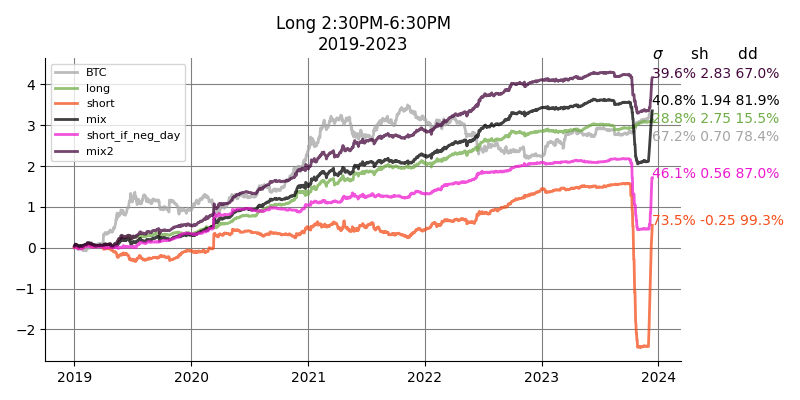 Long 2:30PM-6:30PM
2019-2023
σ sh dd
39.6% 2.83 67.0%
40.8% 1.94 81.9%
28.8% 2.75 15.5%
67.2% 0.70 78.4%
46.1% 0.56 87.0%
73.5% -0.25 99.3%
BTC
long
short
mix
short_if_neg_day
mix2
4
3
2
1
0
−1
−2
2019 2020 2021 2022 2023 2024